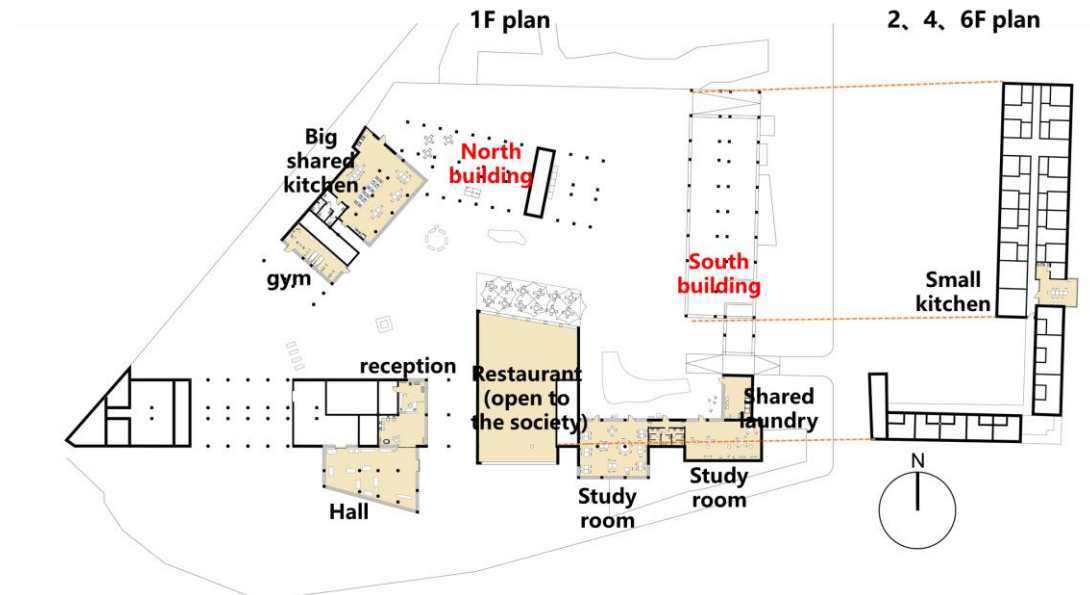 1F plan
2、4、6F plan
Big
shared
kitchen
North
building
gym
South
building
Small
kitchen
reception
Restaurant
(open to
the society)
Shared
laundry
Hall
Study
room
Study
room
N